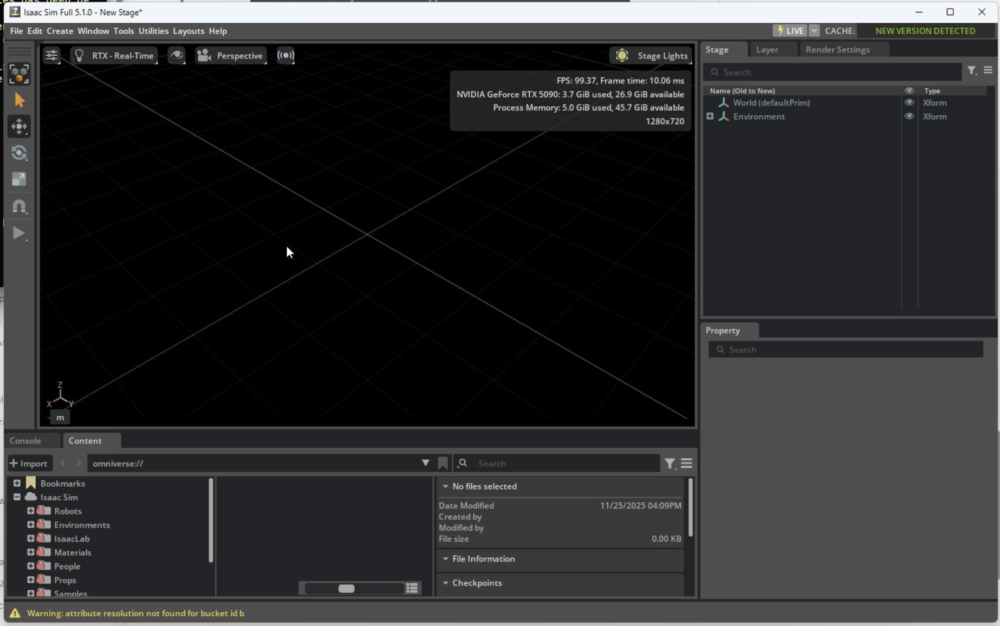 Isaac Sim Full 5.1.0 - New Stage*
File Edit Create Window Tools Utilities Layouts Help
LIVE CACHE: NEW VERSION DETECTED
RTX - Real-Time
Perspective
Stage Lights
FPS: 99.37, Frame time: 10.06 ms
NVIDIA GeForce RTX 5090: 3.7 GiB used, 26.9 GiB available
Process Memory: 5.0 GiB used, 45.7 GiB available
1280x720
Z
X Y
m
Stage Layer Render Settings
Search
Name (Old to New) Type
World (defaultPrim) Xform
Environment Xform
Property
Search
Console Content
Import omniverse:// Search
Bookmarks
Isaac Sim
Robots
Environments
IsaacLab
Materials
People
Props
Samples
No files selected
Date Modified 11/25/2025 04:09PM
Created by
Modified by
File size 0.00 KB
File Information
Checkpoints
Warning: attribute resolution not found for bucket id b